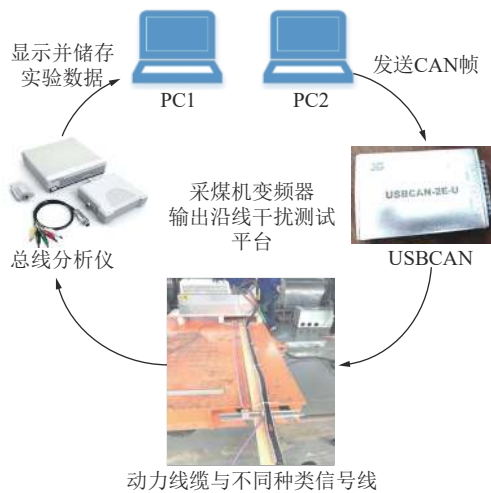 显示并储存
实验数据
PC1
PC2
发送CAN帧
采煤机变频器
输出沿线干扰测试
平台
USBCAN-2E-U
总线分析仪
USBCAN
动力线缆与不同种类信号线